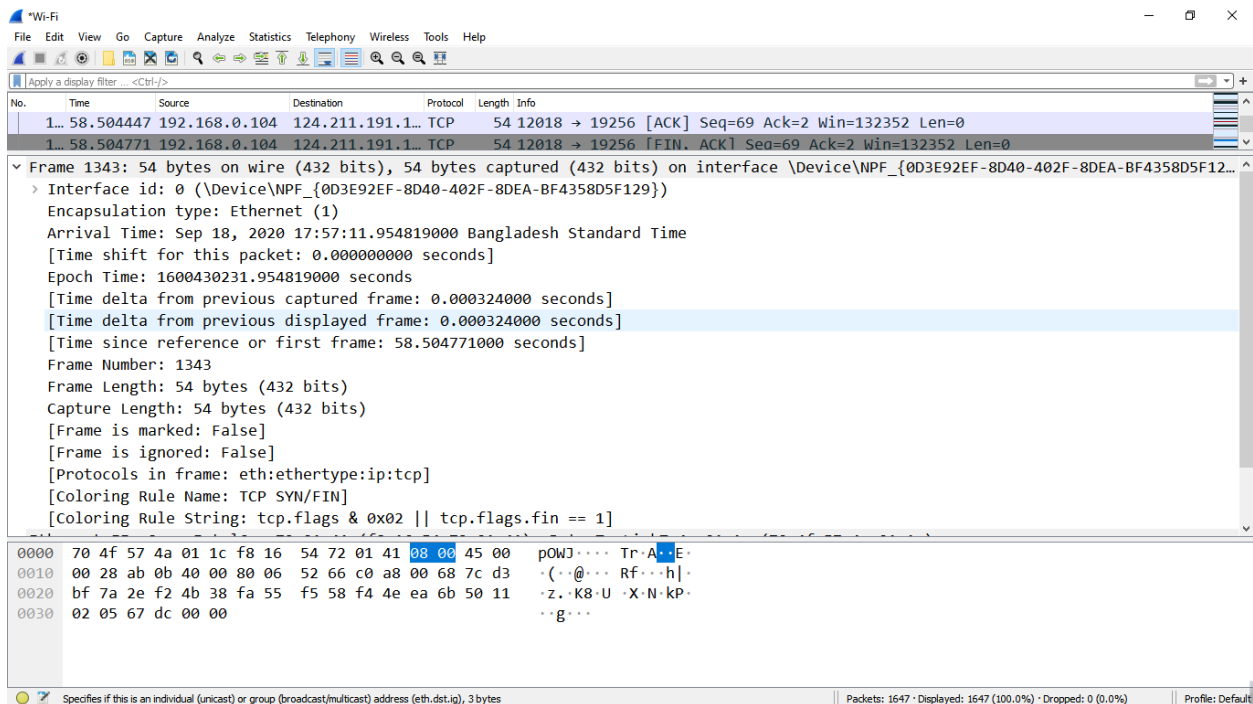 *Wi-Fi
File Edit View Go Capture Analyze Statistics Telephony Wireless Tools Help
Apply a display filter ... <Ctrl-/>
No. Time Source Destination Protocol Length Info
1… 58.504447 192.168.0.104 124.211.191.1… TCP 54 12018 → 19256 [ACK] Seq=69 Ack=2 Win=132352 Len=0
1… 58.504771 192.168.0.104 124.211.191.1… TCP 54 12018 → 19256 [FIN, ACK] Seq=69 Ack=2 Win=132352 Len=0
Frame 1343: 54 bytes on wire (432 bits), 54 bytes captured (432 bits) on interface \Device\NPF_{0D3E92EF-8D40-402F-8DEA-BF4358D5F12…
Interface id: 0 (\Device\NPF_{0D3E92EF-8D40-402F-8DEA-BF4358D5F129})
Encapsulation type: Ethernet (1)
Arrival Time: Sep 18, 2020 17:57:11.954819000 Bangladesh Standard Time
[Time shift for this packet: 0.000000000 seconds]
Epoch Time: 1600430231.954819000 seconds
[Time delta from previous captured frame: 0.000324000 seconds]
[Time delta from previous displayed frame: 0.000324000 seconds]
[Time since reference or first frame: 58.504771000 seconds]
Frame Number: 1343
Frame Length: 54 bytes (432 bits)
Capture Length: 54 bytes (432 bits)
[Frame is marked: False]
[Frame is ignored: False]
[Protocols in frame: eth:ethertype:ip:tcp]
[Coloring Rule Name: TCP SYN/FIN]
[Coloring Rule String: tcp.flags & 0x02 || tcp.flags.fin == 1]
0000 70 4f 57 4a 01 1c f8 16 54 72 01 41 08 00 45 00 pOWJ···· Tr·A··E·
0010 00 28 ab 0b 40 00 80 06 52 66 c0 a8 00 68 7c d3 ·(··@··· Rf···h|·
0020 bf 7a 2e f2 4b 38 fa 55 f5 58 f4 4e ea 6b 50 11 ·z.·K8·U ·X·N·kP·
0030 02 05 67 dc 00 00 ··g···
Specifies if this is an individual (unicast) or group (broadcast/multicast) address (eth.dst.ig), 3 bytes Packets: 1647 · Displayed: 1647 (100.0%) · Dropped: 0 (0.0%) Profile: Default